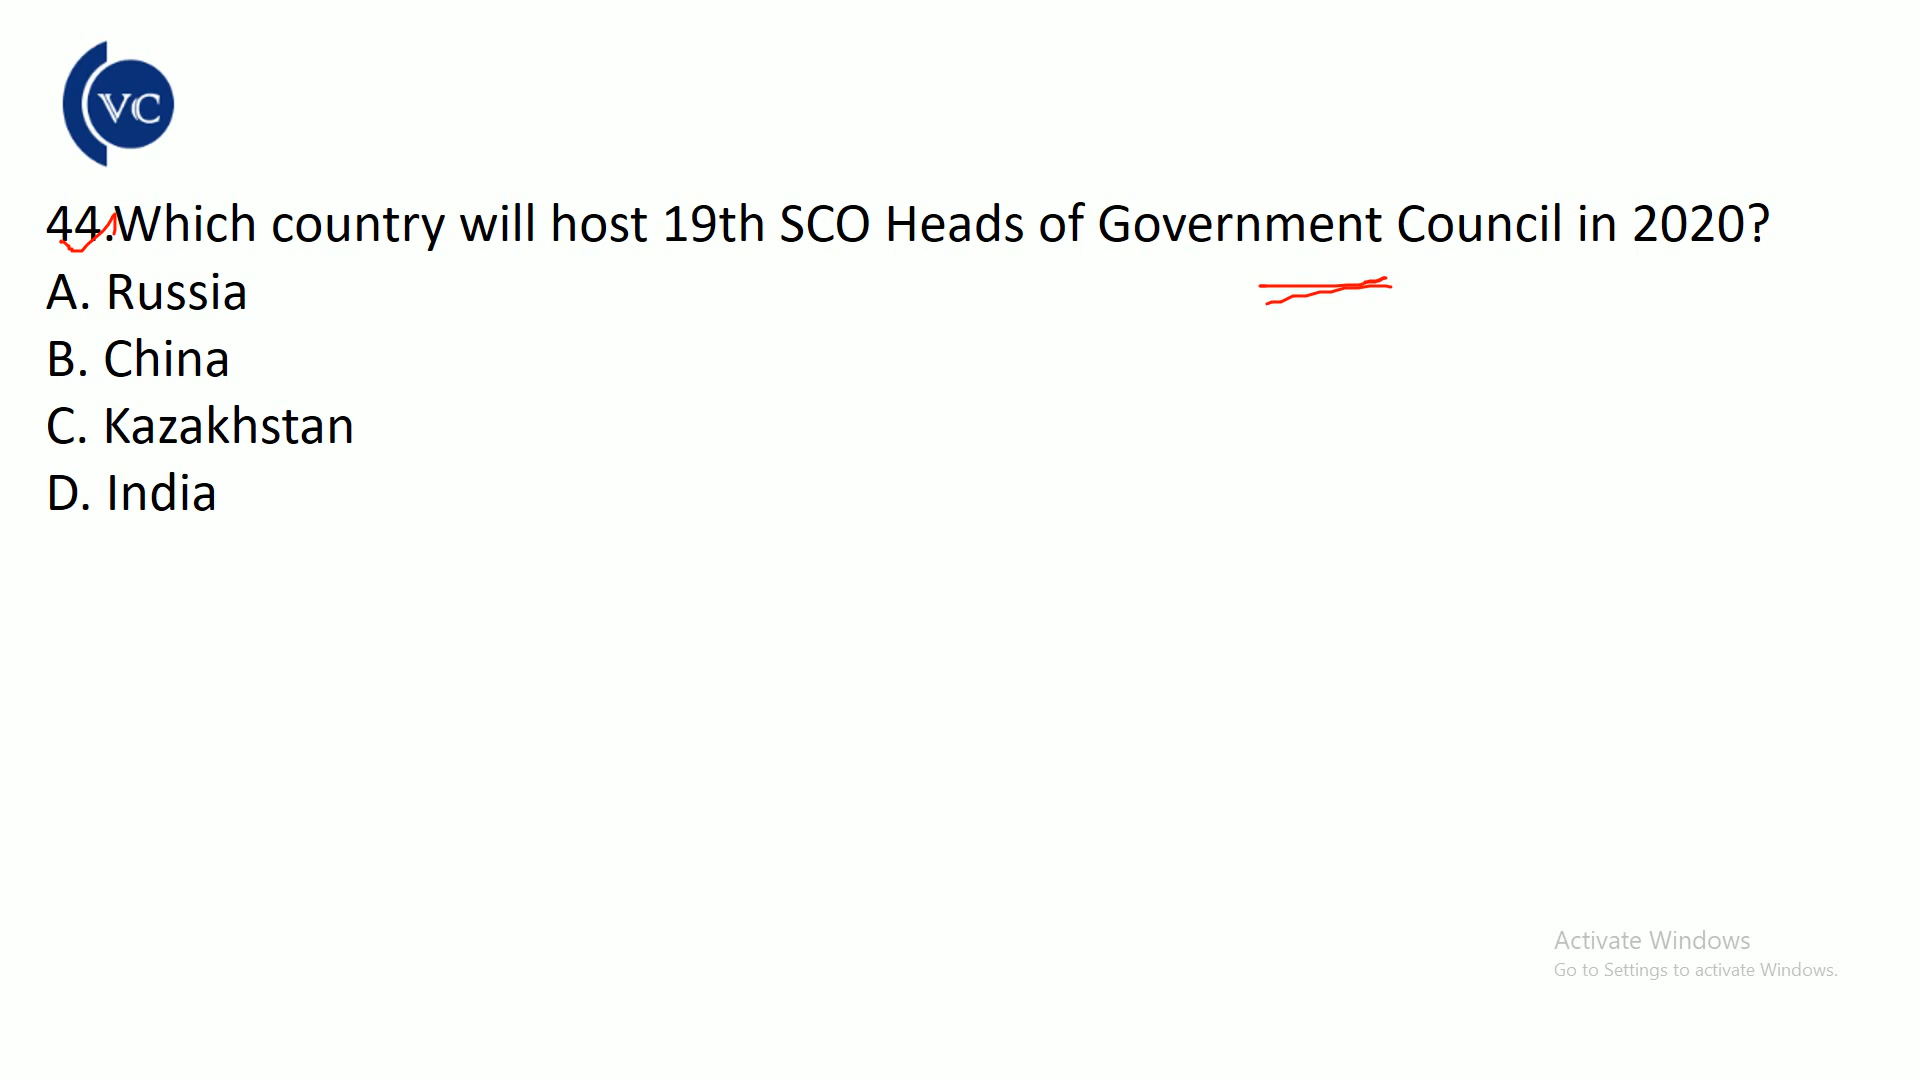 VC
44.Which country will host 19th SCO Heads of Government Council in 2020?
A. Russia
B. China
C. Kazakhstan
D. India
Activate Windows
Go to Settings to activate Windows.